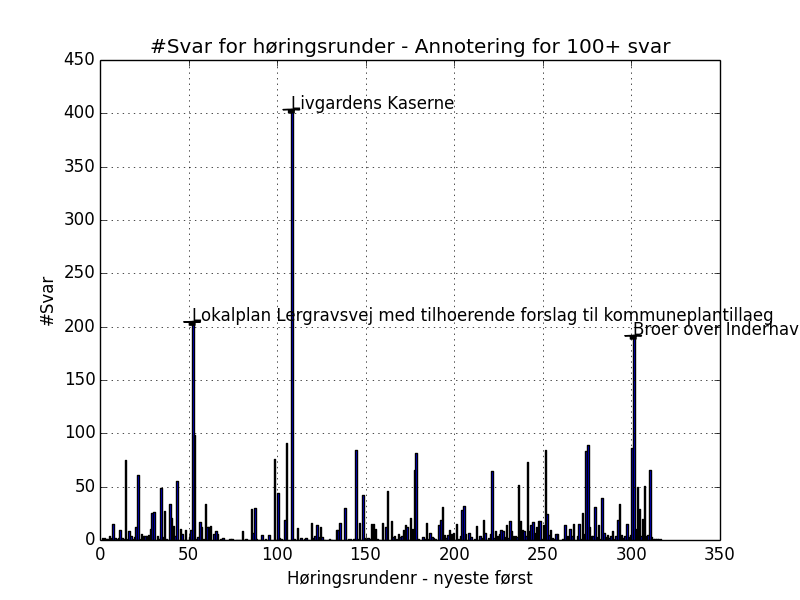 #Svar for høringsrunder - Annotering for 100+ svar
450
400
350
300
250
200
150
100
50
0
#Svar
Livgardens Kaserne
Lokalplan Lergravsvej med tilhoerende forslag til kommuneplantillaeg
Broer over Inderhav
0 50 100 150 200 250 300 350
Høringsrundenr - nyeste først